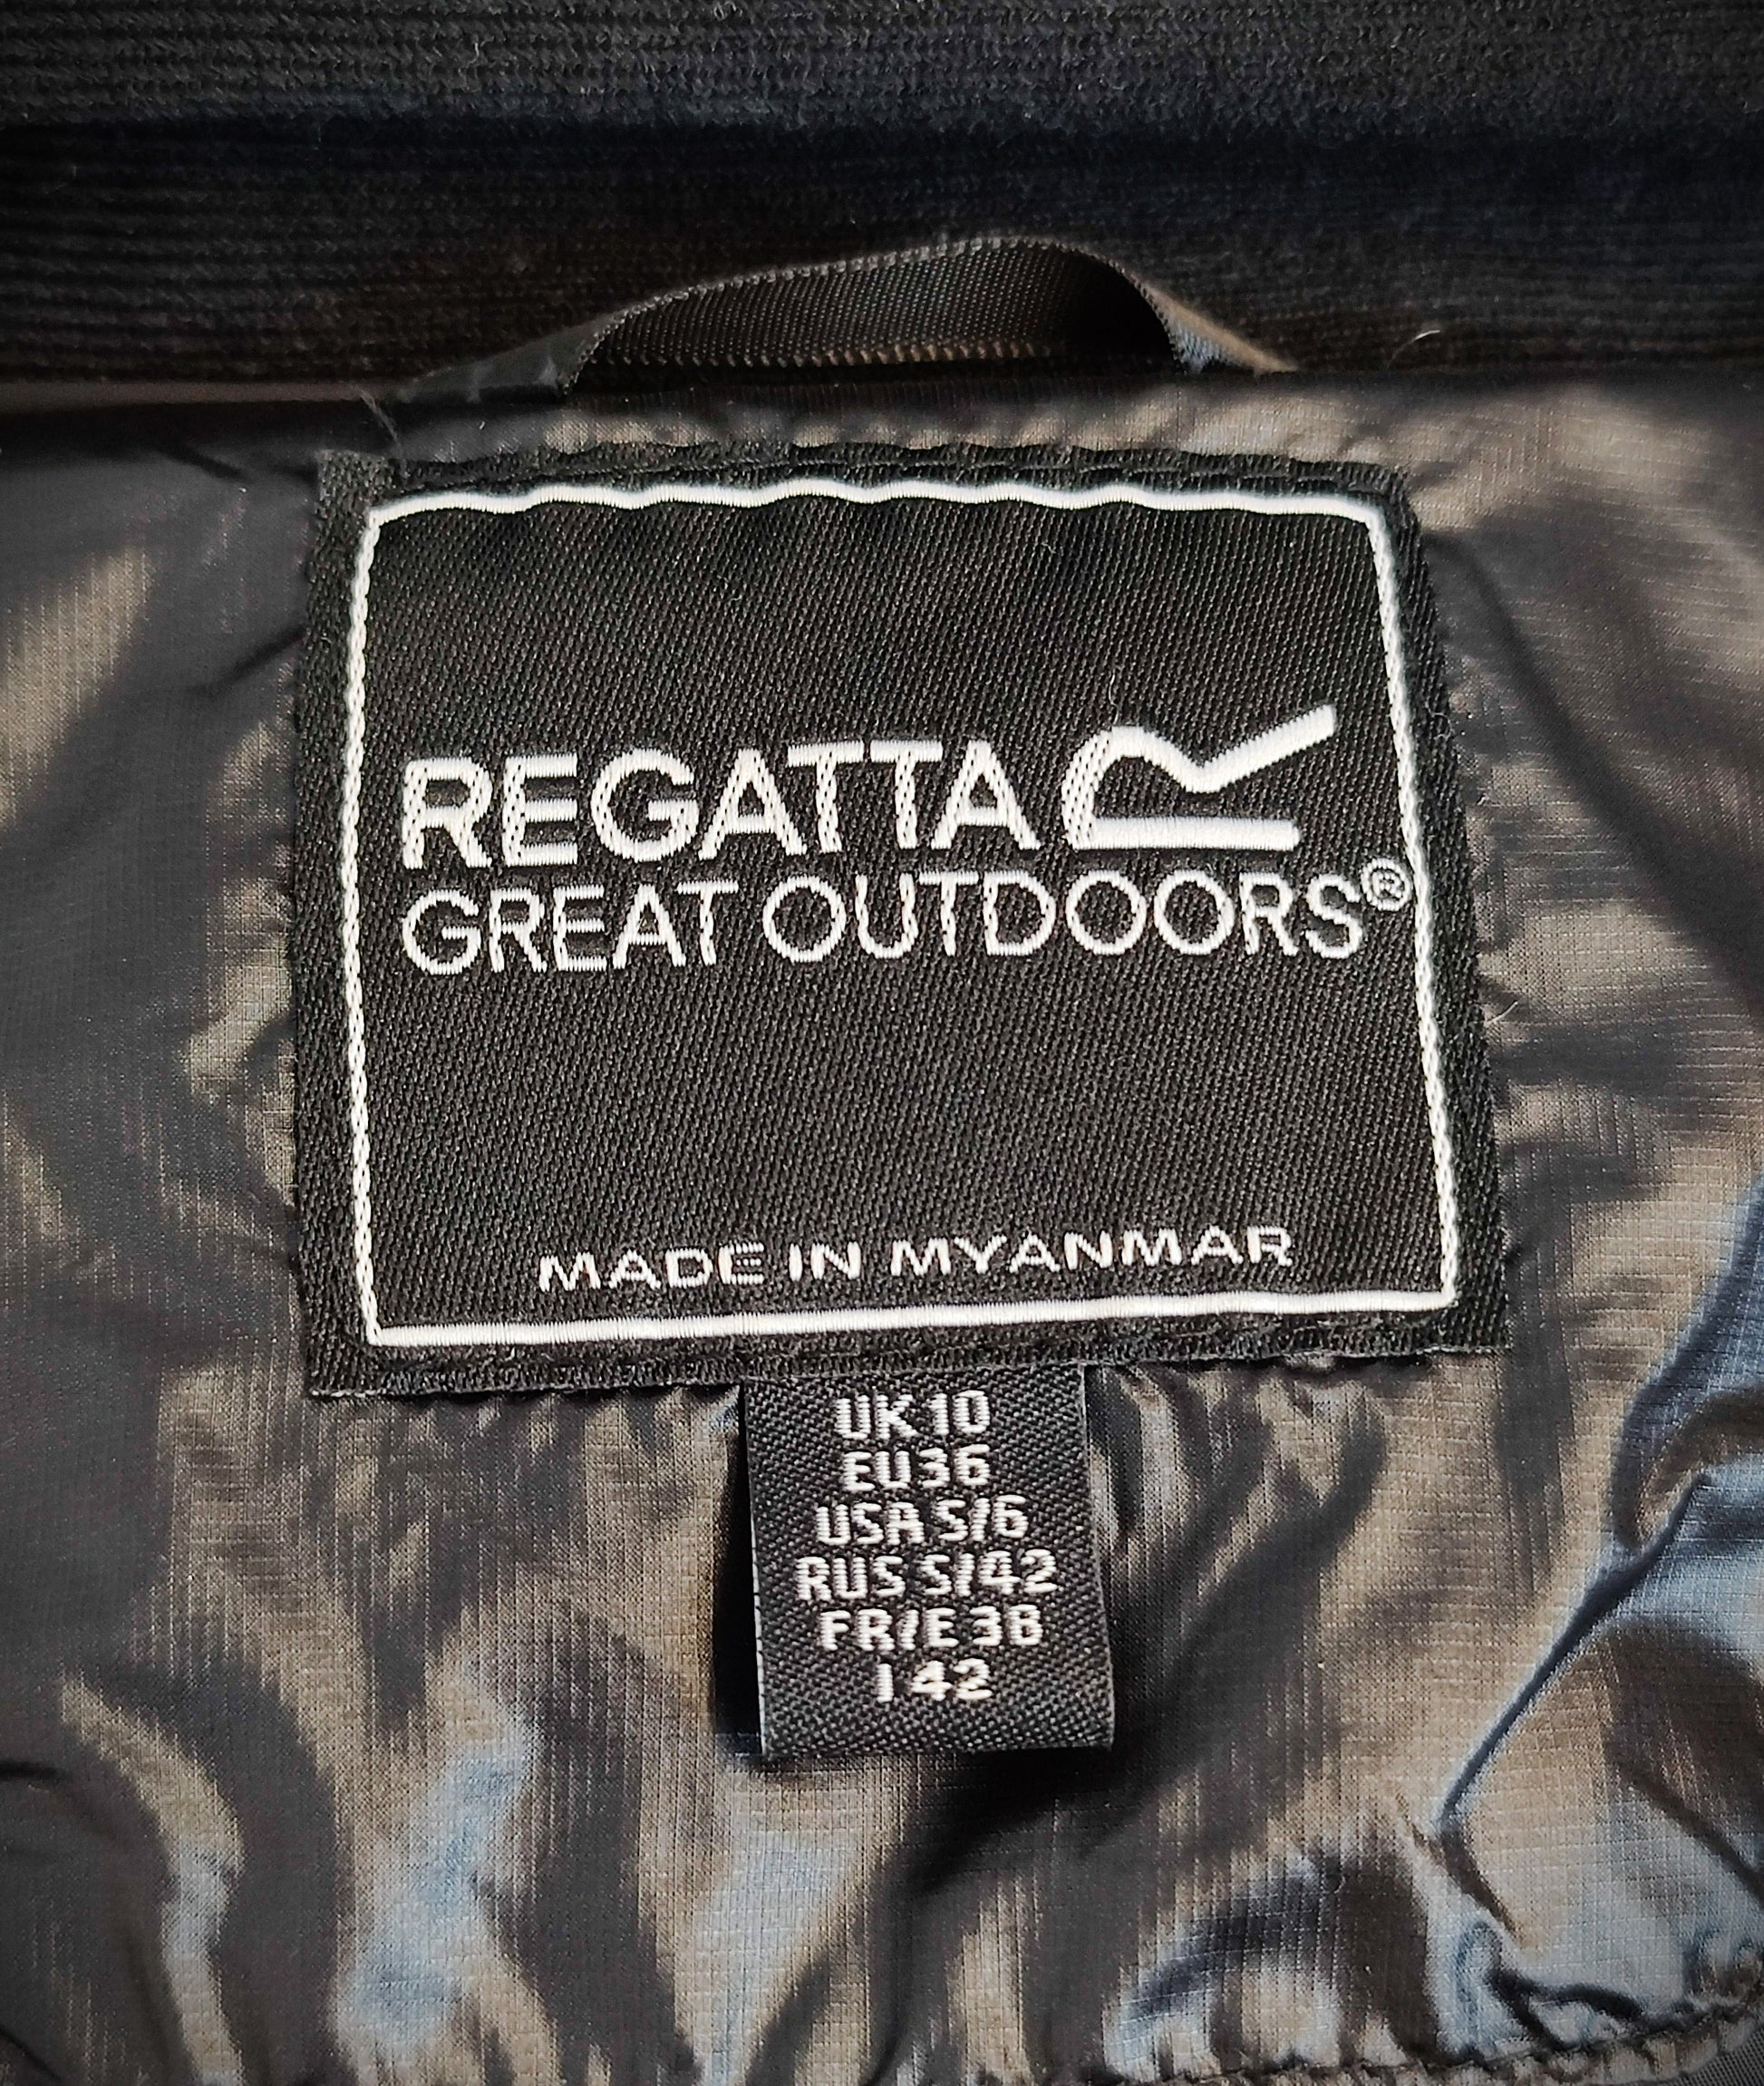 REGATTA
GREAT OUTDOORS®
MADE IN MYANMAR
UK 10
EU 36
USA S/6
RUS S/42
FR/E 38
I 42